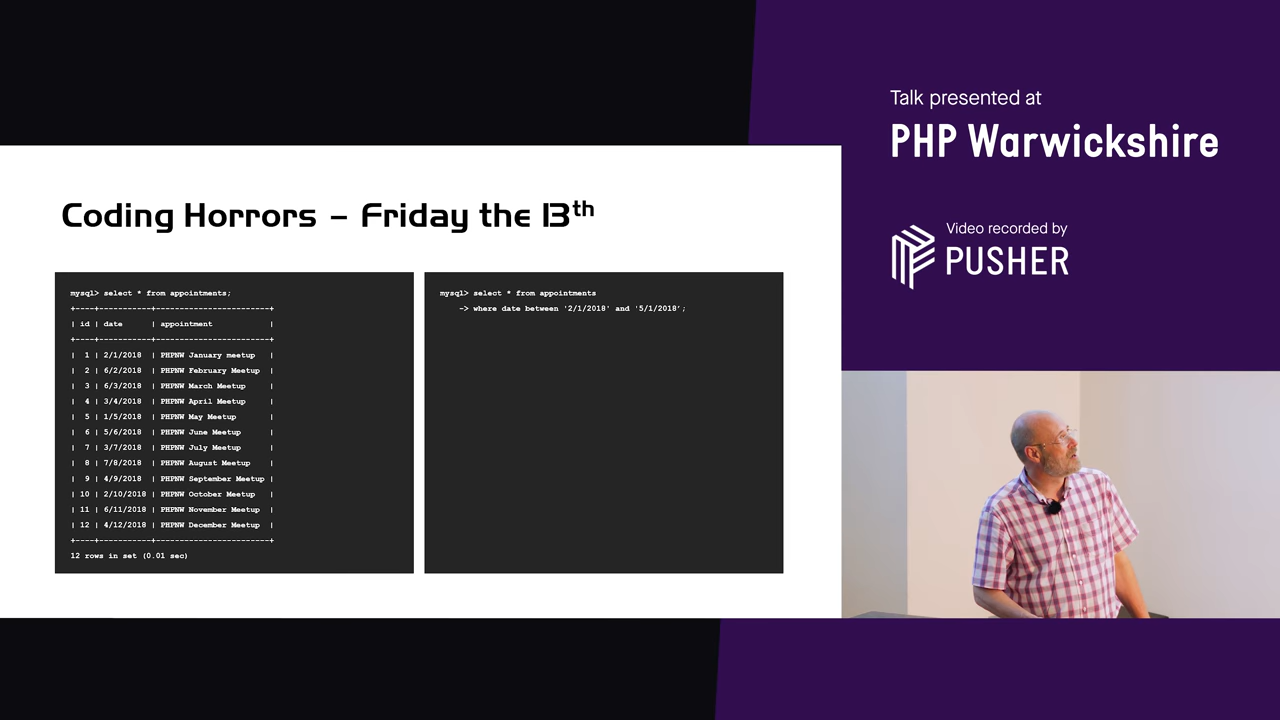 Talk presented at
PHP Warwickshire
Video recorded by
PUSHER
Coding Horrors – Friday the 13th
mysql> select * from appointments;
+----+-----------+------------------------+
| id | date | appointment |
+----+-----------+------------------------+
| 1 | 2/1/2018 | PHPNW January meetup |
| 2 | 6/2/2018 | PHPNW February Meetup |
| 3 | 6/3/2018 | PHPNW March Meetup |
| 4 | 3/4/2018 | PHPNW April Meetup |
| 5 | 1/5/2018 | PHPNW May Meetup |
| 6 | 5/6/2018 | PHPNW June Meetup |
| 7 | 3/7/2018 | PHPNW July Meetup |
| 8 | 7/8/2018 | PHPNW August Meetup |
| 9 | 4/9/2018 | PHPNW September Meetup |
| 10 | 2/10/2018 | PHPNW October Meetup |
| 11 | 6/11/2018 | PHPNW November Meetup |
| 12 | 4/12/2018 | PHPNW December Meetup |
+----+-----------+------------------------+
12 rows in set (0.01 sec)
mysql> select * from appointments
-> where date between '2/1/2018' and '5/1/2018’;